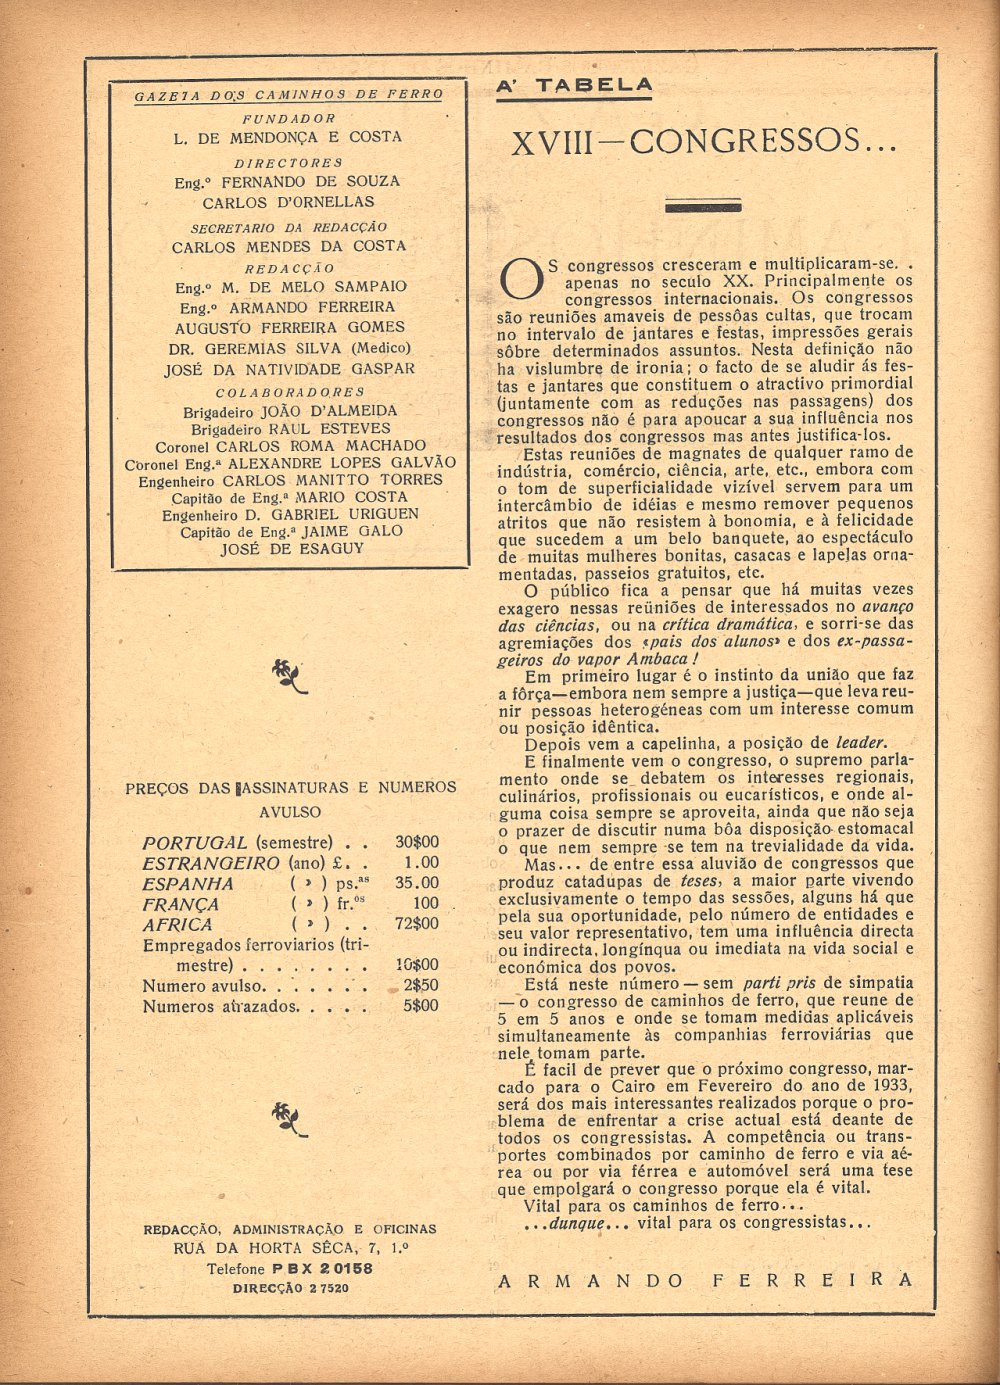 GAZETA DOS CAMINHOS DE FERRO
FUNDADOR
L. DE MENDONÇA E COSTA
DIRECTORES
Eng.º FERNANDO DE SOUZA
CARLOS D'ORNELLAS
SECRETARIO DA REDACÇÃO
CARLOS MENDES DA COSTA
REDACÇÃO
Eng.º M. DE MELO SAMPAIO
Eng.º ARMANDO FERREIRA
AUGUSTO FERREIRA GOMES
DR. GEREMIAS SILVA (Medico)
JOSÉ DA NATIVIDADE GASPAR
COLABORADORES
Brigadeiro JOÃO D'ALMEIDA
Brigadeiro RAUL ESTEVES
Coronel CARLOS ROMA MACHADO
Coronel Eng.ª ALEXANDRE LOPES GALVÃO
Engenheiro CARLOS MANITTO TORRES
Capitão de Eng.ª MARIO COSTA
Engenheiro D. GABRIEL URIGUEN
Capitão de Eng.ª JAIME GALO
JOSÉ DE ESAGUY
PREÇOS DAS ASSINATURAS E NUMEROS
AVULSO
PORTUGAL (semestre) . . 30$00
ESTRANGEIRO (ano) £. . 1.00
ESPANHA ( » ) ps.as 35.00
FRANÇA ( » ) fr.os 100
AFRICA ( » ) . . 72$00
Empregados ferroviarios (tri-
mestre) . . . . . . . . 10$00
Numero avulso. . . . . . . 2$50
Numeros atrazados. . . . . 5$00
REDACÇÃO, ADMINISTRAÇÃO E OFICINAS
RUA DA HORTA SÊCA, 7, 1.º
Telefone PBX 20158
DIRECÇÃO 27520
A' TABELA
XVIII—CONGRESSOS...
OS congressos cresceram e multiplicaram-se. .
apenas no seculo XX. Principalmente os
congressos internacionais. Os congressos
são reuniões amaveis de pessôas cultas, que trocam
no intervalo de jantares e festas, impressões gerais
sôbre determinados assuntos. Nesta definição não
ha vislumbre de ironia; o facto de se aludir ás fes-
tas e jantares que constituem o atractivo primordial
(juntamente com as reduções nas passagens) dos
congressos não é para apoucar a sua influência nos
resultados dos congressos mas antes justifica-los.
Estas reuniões de magnates de qualquer ramo de
indústria, comércio, ciência, arte, etc., embora com
o tom de superficialidade vizível servem para um
intercâmbio de idéias e mesmo remover pequenos
atritos que não resistem à bonomia, e à felicidade
que sucedem a um belo banquete, ao espectáculo
de muitas mulheres bonitas, casacas e lapelas orna-
mentadas, passeios gratuitos, etc.
O público fica a pensar que há muitas vezes
exagero nessas reüniões de interessados no avanço
das ciências, ou na crítica dramática, e sorri-se das
agremiações dos «pais dos alunos» e dos ex-passa-
geiros do vapor Ambaca!
Em primeiro lugar é o instinto da união que faz
a fôrça—embora nem sempre a justiça—que leva reu-
nir pessoas heterogéneas com um interesse comum
ou posição idêntica.
Depois vem a capelinha, a posição de leader.
E finalmente vem o congresso, o supremo parla-
mento onde se debatem os interesses regionais,
culinários, profissionais ou eucarísticos, e onde al-
guma coisa sempre se aproveita, ainda que não seja
o prazer de discutir numa bôa disposição estomacal
o que nem sempre se tem na trevialidade da vida.
Mas... de entre essa aluvião de congressos que
produz catadupas de teses, a maior parte vivendo
exclusivamente o tempo das sessões, alguns há que
pela sua oportunidade, pelo número de entidades e
seu valor representativo, tem uma influência directa
ou indirecta, longínqua ou imediata na vida social e
económica dos povos.
Está neste número — sem parti pris de simpatia
—o congresso de caminhos de ferro, que reune de
5 em 5 anos e onde se tomam medidas aplicáveis
simultaneamente às companhias ferroviárias que
nele tomam parte.
É facil de prever que o próximo congresso, mar-
cado para o Cairo em Fevereiro do ano de 1933,
será dos mais interessantes realizados porque o pro-
blema de enfrentar a crise actual está deante de
todos os congressistas. A competência ou trans-
portes combinados por caminho de ferro e via aé-
rea ou por via férrea e automóvel será uma tese
que empolgará o congresso porque ela é vital.
Vital para os caminhos de ferro...
...dunque... vital para os congressistas...
ARMANDO FERREIRA